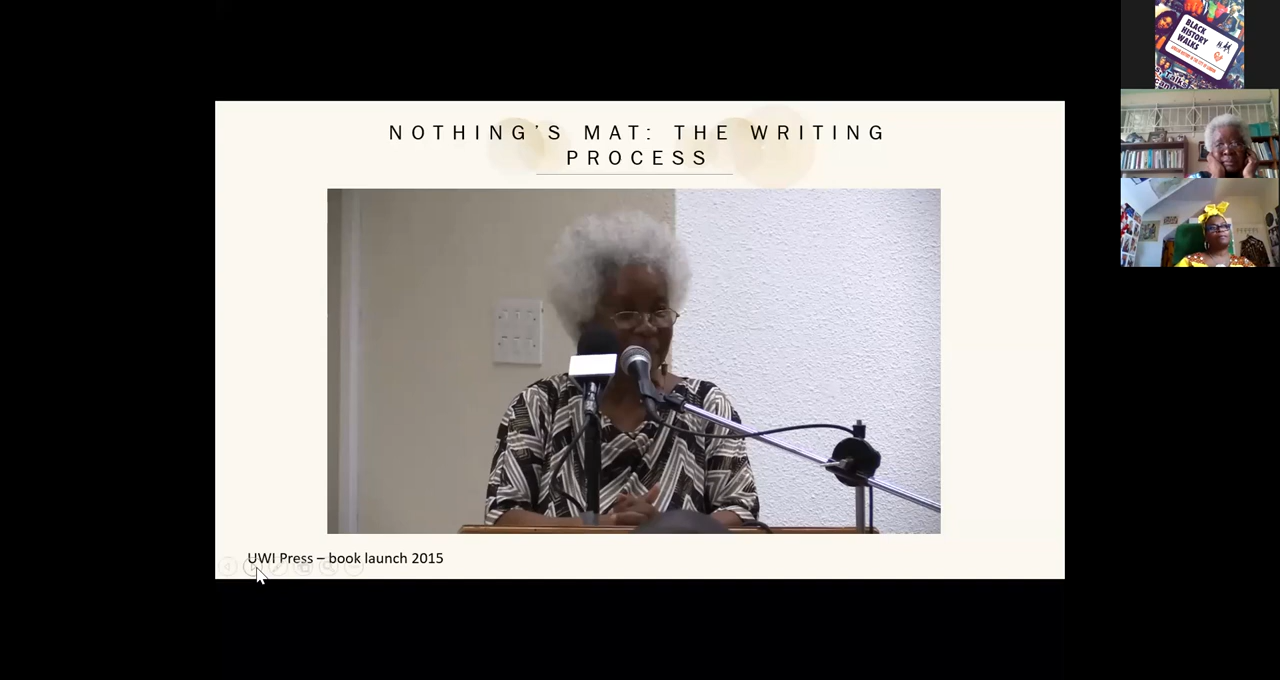 NOTHING'S MAT: THE WRITING
PROCESS
UWI Press – book launch 2015
BLACK
HISTORY
WALKS